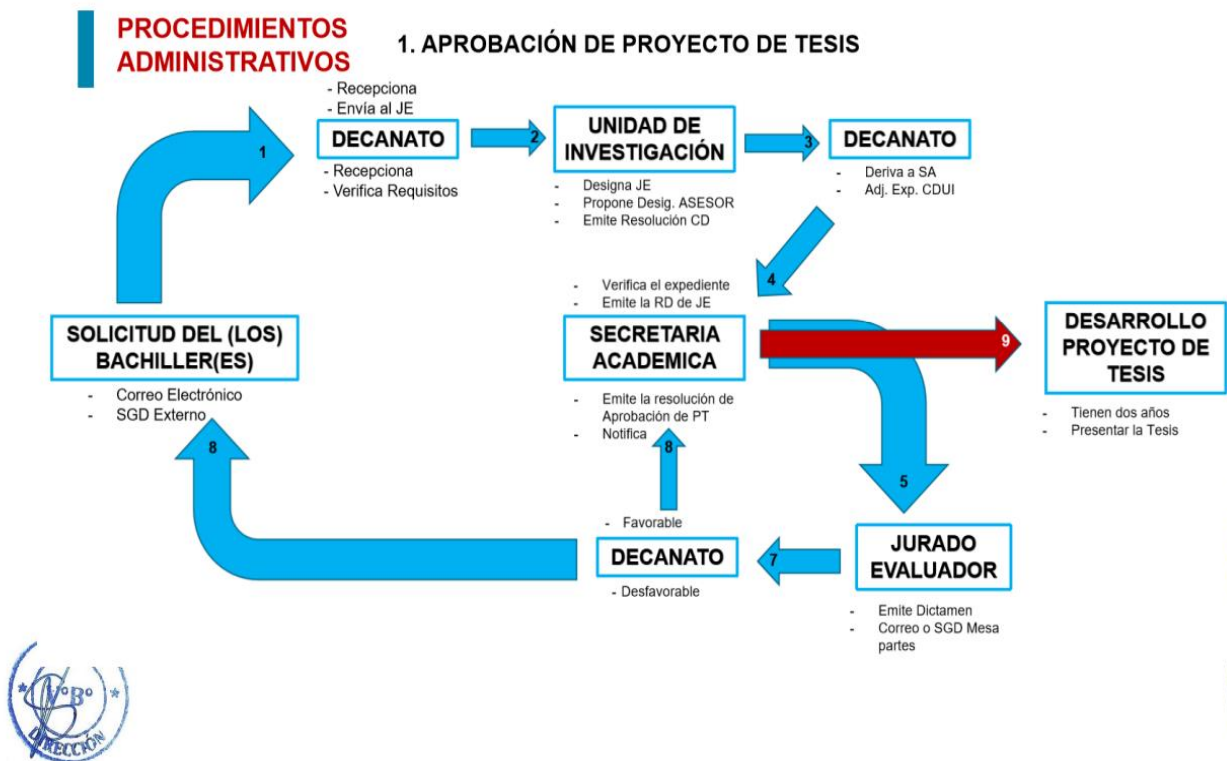 PROCEDIMIENTOS
ADMINISTRATIVOS
1. APROBACIÓN DE PROYECTO DE TESIS
- Recepciona
- Envía al JE
DECANATO
- Recepciona
- Verifica Requisitos
1
2
UNIDAD DE
INVESTIGACIÓN
- Designa JE
- Propone Desig. ASESOR
- Emite Resolución CD
3
DECANATO
- Deriva a SA
- Adj. Exp. CDUI
4
- Verifica el expediente
- Emite la RD de JE
SECRETARIA
ACADEMICA
- Emite la resolución de
Aprobación de PT
- Notifica
9
DESARROLLO
PROYECTO DE
TESIS
- Tienen dos años
- Presentar la Tesis
5
JURADO
EVALUADOR
- Emite Dictamen
- Correo o SGD Mesa
partes
7
- Favorable
DECANATO
- Desfavorable
8
8
SOLICITUD DEL (LOS)
BACHILLER(ES)
- Correo Electrónico
- SGD Externo
V°B°
DIRECCIÓN